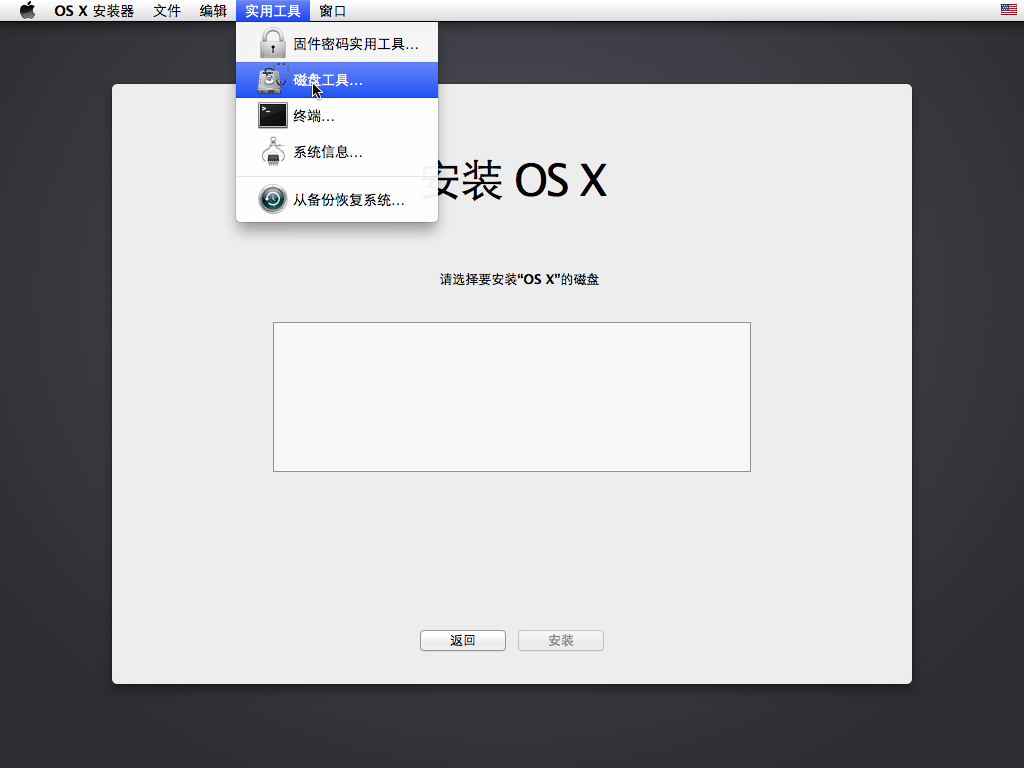 OS X 安装器 文件 编辑 实用工具 窗口
固件密码实用工具…
磁盘工具…
>_
终端…
系统信息…
从备份恢复系统…
安装 OS X
请选择要安装“OS X”的磁盘
返回 安装